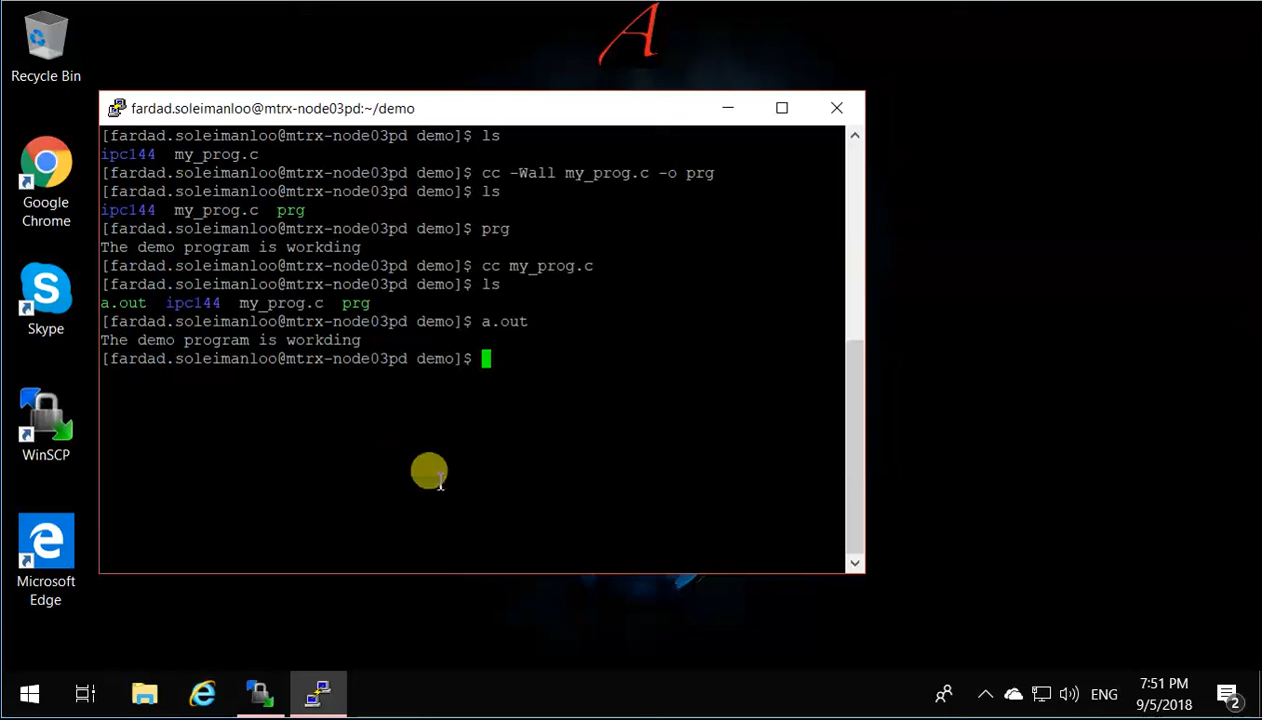 A
Recycle Bin
fardad.soleimanloo@mtrx-node03pd:~/demo
[fardad.soleimanloo@mtrx-node03pd demo]$ ls
ipc144 my_prog.c
[fardad.soleimanloo@mtrx-node03pd demo]$ cc -Wall my_prog.c -o prg
[fardad.soleimanloo@mtrx-node03pd demo]$ ls
ipc144 my_prog.c prg
[fardad.soleimanloo@mtrx-node03pd demo]$ prg
The demo program is workding
[fardad.soleimanloo@mtrx-node03pd demo]$ cc my_prog.c
[fardad.soleimanloo@mtrx-node03pd demo]$ ls
a.out ipc144 my_prog.c prg
[fardad.soleimanloo@mtrx-node03pd demo]$ a.out
The demo program is workding
[fardad.soleimanloo@mtrx-node03pd demo]$
Google
Chrome
Skype
WinSCP
Microsoft
Edge
ENG
7:51 PM
9/5/2018
2